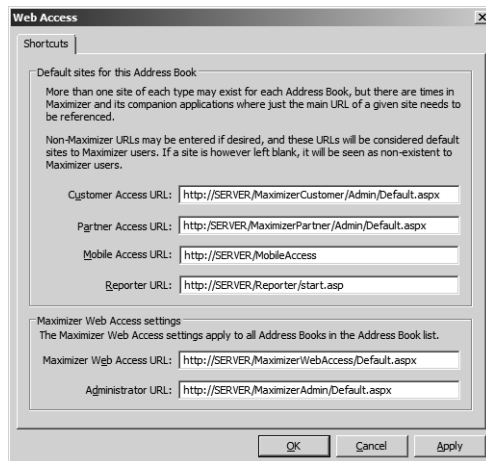 Web Access
Shortcuts
Default sites for this Address Book
More than one site of each type may exist for each Address Book, but there are times in
Maximizer and its companion applications where just the main URL of a given site needs to
be referenced.
Non-Maximizer URLs may be entered if desired, and these URLs will be considered default
sites to Maximizer users. If a site is however left blank, it will be seen as non-existent to
Maximizer users.
Customer Access URL: http://SERVER/MaximizerCustomer/Admin/Default.aspx
Partner Access URL: http:/SERVER/MaximizerPartner/Admin/Default.aspx
Mobile Access URL: http://SERVER/MobileAccess
Reporter URL: http://SERVER/Reporter/start.asp
Maximizer Web Access settings
The Maximizer Web Access settings apply to all Address Books in the Address Book list.
Maximizer Web Access URL: http://SERVER/MaximizerWebAccess/Default.aspx
Administrator URL: http://SERVER/MaximizerAdmin/Default.aspx
OK Cancel Apply